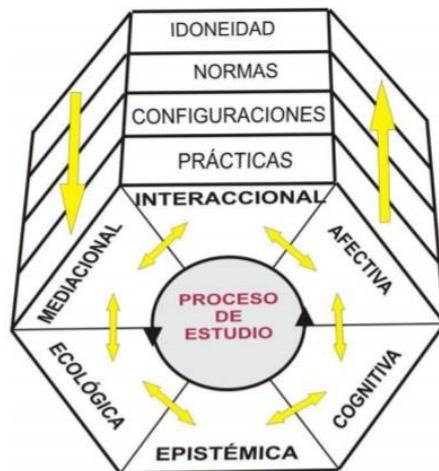 IDONEIDAD
NORMAS
CONFIGURACIONES
PRÁCTICAS
INTERACCIONAL
MEDIACIONAL
AFECTIVA
PROCESO
DE
ESTUDIO
ECOLÓGICA
COGNITIVA
EPISTÉMICA